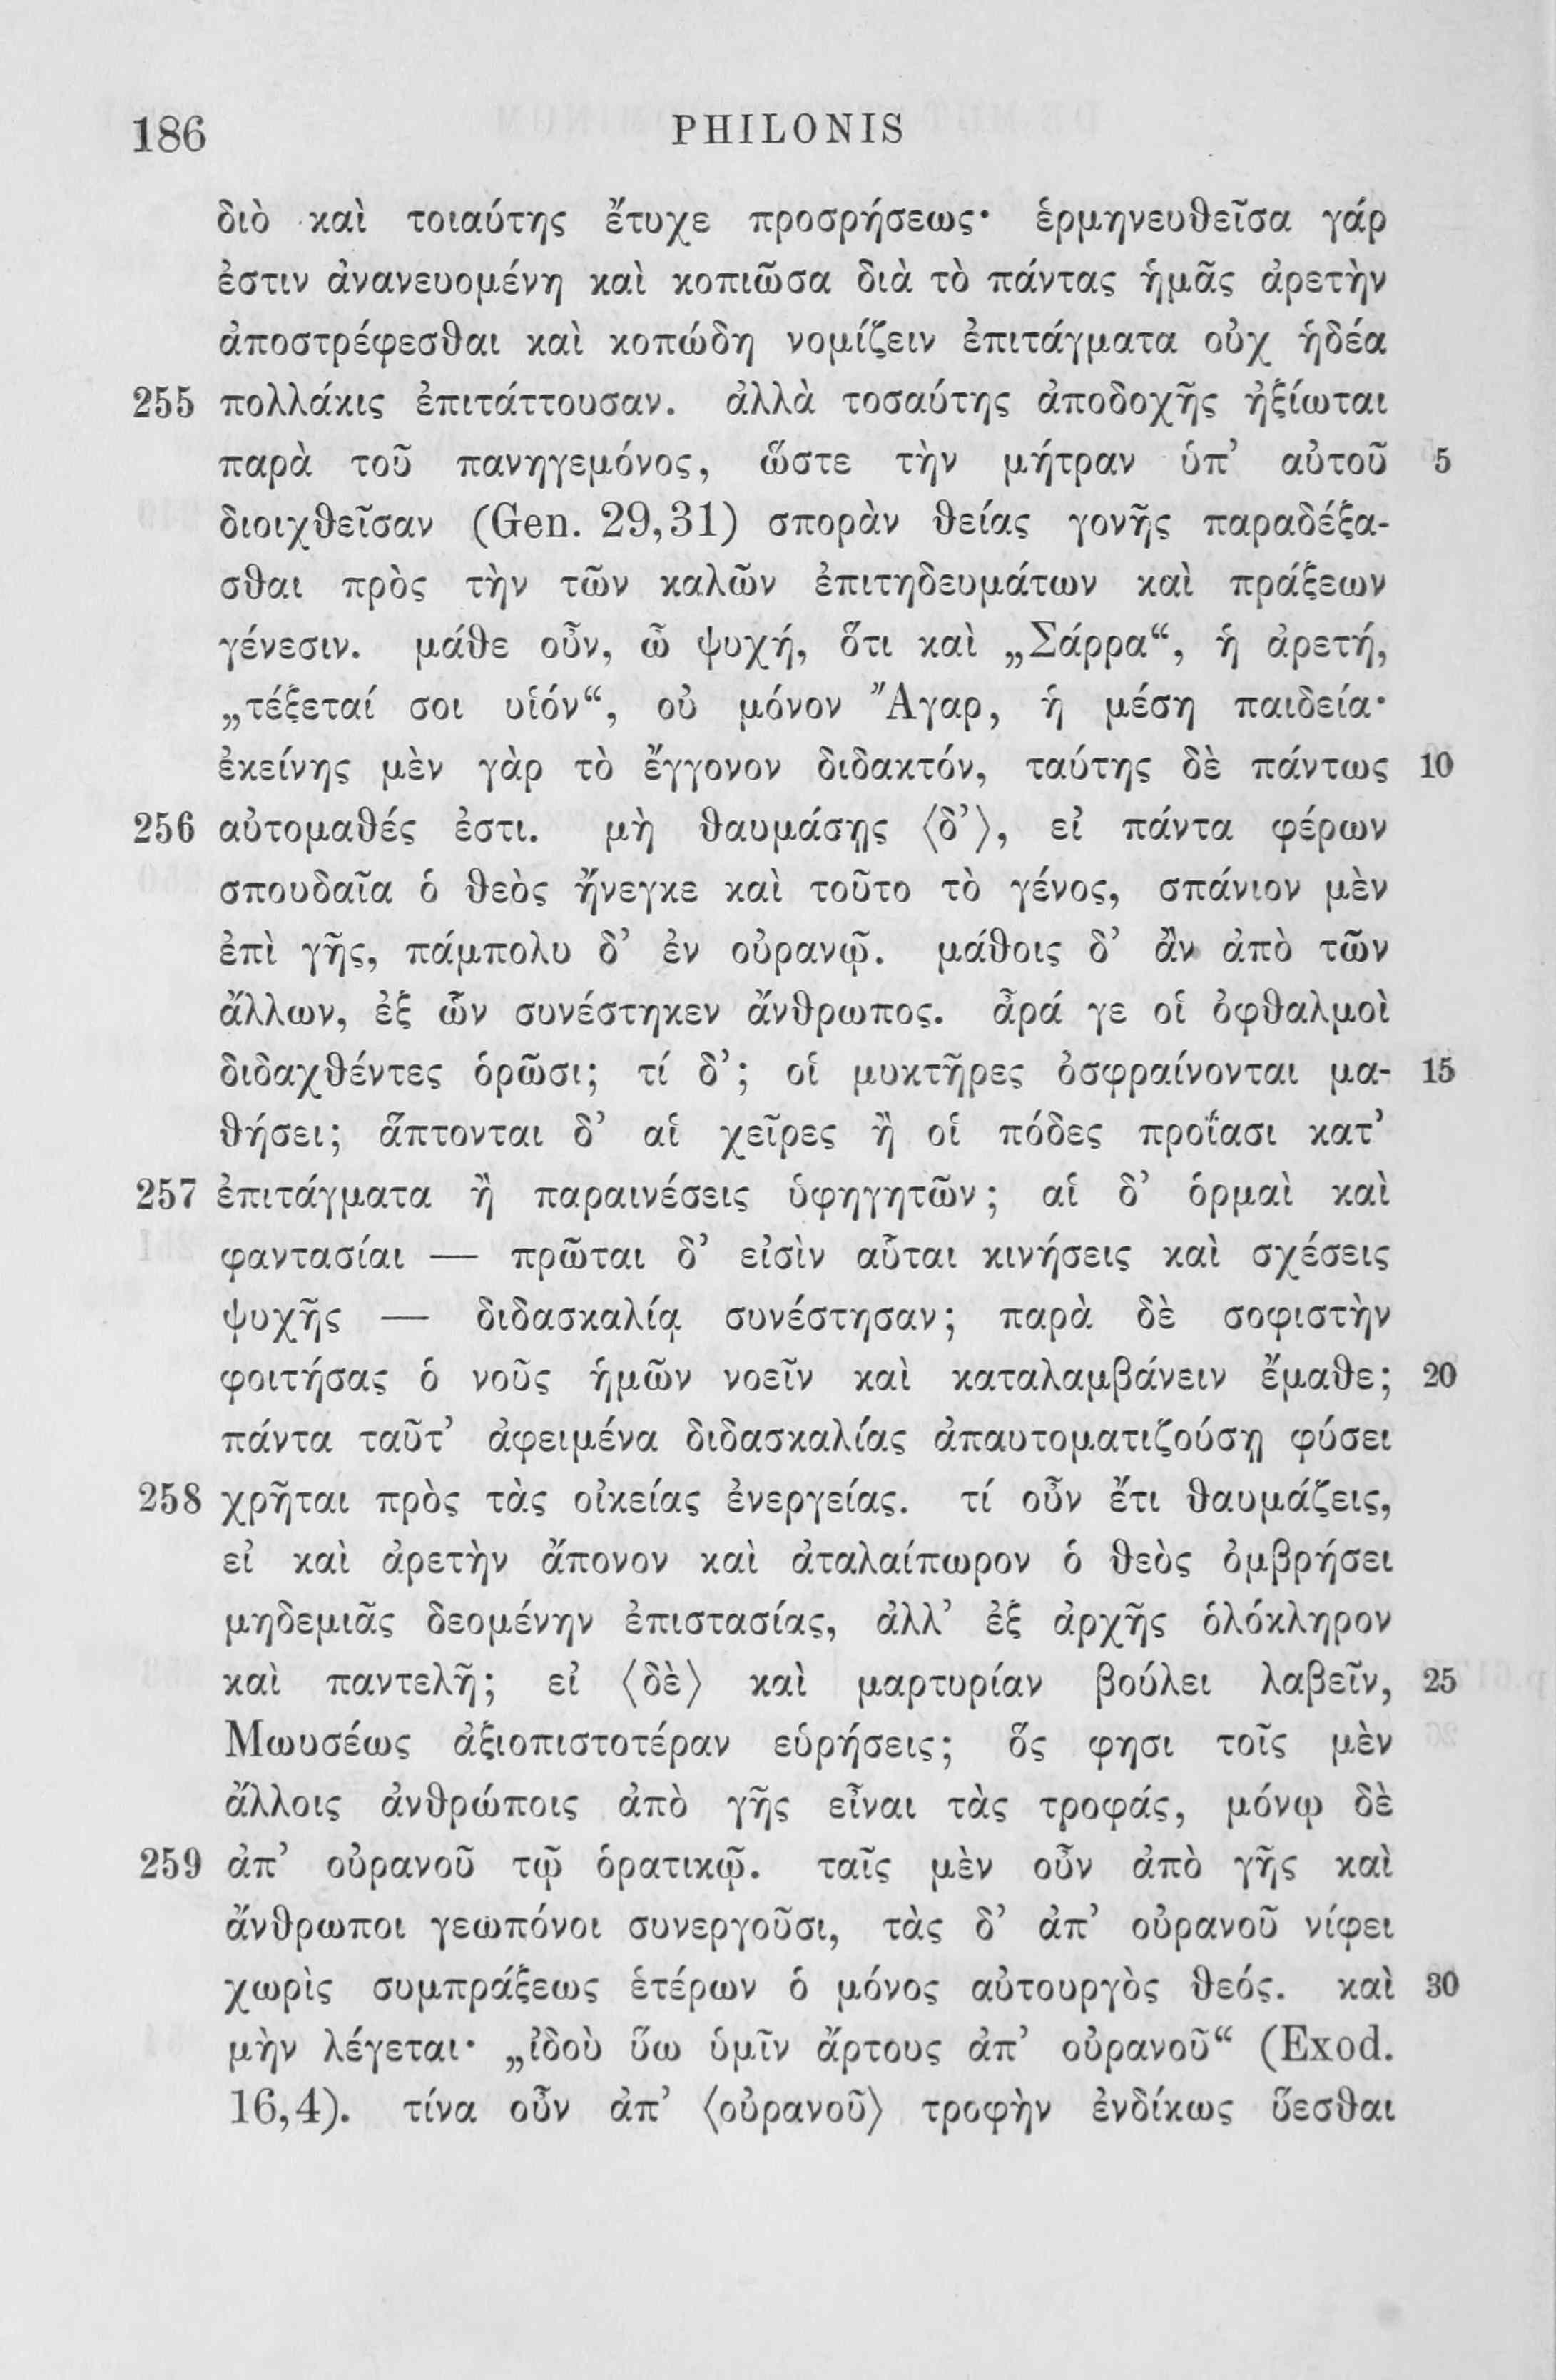 186 PHILONIS
διὸ καὶ τοιαύτης ἔτυχε προσρήσεως· ἑρμηνευθεῖσα γάρ
ἐστιν ἀνανευομένη καὶ κοπιῶσα διὰ τὸ πάντας ἡμᾶς ἀρετὴν
ἀποστρέφεσθαι καὶ κοπώδη νομίζειν ἐπιτάγματα οὐχ ἡδέα
255 πολλάκις ἐπιτάττουσαν. ἀλλὰ τοσαύτης ἀποδοχῆς ἠξίωται
παρὰ τοῦ πανηγεμόνος, ὥστε τὴν μήτραν ὑπ’ αὐτοῦ 5
διοιχθεῖσαν (Gen. 29,31) σπορὰν θείας γονῆς παραδέξα-
σθαι πρὸς τὴν τῶν καλῶν ἐπιτηδευμάτων καὶ πράξεων
γένεσιν. μάθε οὖν, ὦ ψυχή, ὅτι καὶ „Σάρρα“, ἡ ἀρετή,
„τέξεταί σοι υἱόν“, οὐ μόνον Ἄγαρ, ἡ μέση παιδεία·
ἐκείνης μὲν γὰρ τὸ ἔγγονον διδακτόν, ταύτης δὲ πάντως 10
256 αὐτομαθές ἐστι. μὴ θαυμάσῃς ⟨δ’⟩, εἰ πάντα φέρων
σπουδαῖα ὁ θεὸς ἤνεγκε καὶ τοῦτο τὸ γένος, σπάνιον μὲν
ἐπὶ γῆς, πάμπολυ δ’ ἐν οὐρανῷ. μάθοις δ’ ἂν ἀπὸ τῶν
ἄλλων, ἐξ ὧν συνέστηκεν ἄνθρωπος. ἆρά γε οἱ ὀφθαλμοὶ
διδαχθέντες ὁρῶσι; τί δ’; οἱ μυκτῆρες ὀσφραίνονται μα- 15
θήσει; ἅπτονται δ’ αἱ χεῖρες ἢ οἱ πόδες προΐασι κατ’
257 ἐπιτάγματα ἢ παραινέσεις ὑφηγητῶν; αἱ δ’ ὁρμαὶ καὶ
φαντασίαι — πρῶται δ’ εἰσὶν αὗται κινήσεις καὶ σχέσεις
ψυχῆς — διδασκαλίᾳ συνέστησαν; παρὰ δὲ σοφιστὴν
φοιτήσας ὁ νοῦς ἡμῶν νοεῖν καὶ καταλαμβάνειν ἔμαθε; 20
πάντα ταῦτ’ ἀφειμένα διδασκαλίας ἀπαυτοματιζούσῃ φύσει
258 χρῆται πρὸς τὰς οἰκείας ἐνεργείας. τί οὖν ἔτι θαυμάζεις,
εἰ καὶ ἀρετὴν ἄπονον καὶ ἀταλαίπωρον ὁ θεὸς ὀμβρήσει
μηδεμιᾶς δεομένην ἐπιστασίας, ἀλλ’ ἐξ ἀρχῆς ὁλόκληρον
καὶ παντελῆ; εἰ ⟨δὲ⟩ καὶ μαρτυρίαν βούλει λαβεῖν, 25
Μωυσέως ἀξιοπιστοτέραν εὑρήσεις; ὅς φησι τοῖς μὲν
ἄλλοις ἀνθρώποις ἀπὸ γῆς εἶναι τὰς τροφάς, μόνῳ δὲ
259 ἀπ’ οὐρανοῦ τῷ ὁρατικῷ. ταῖς μὲν οὖν ἀπὸ γῆς καὶ
ἄνθρωποι γεωπόνοι συνεργοῦσι, τὰς δ’ ἀπ’ οὐρανοῦ νίφει
χωρὶς συμπράξεως ἑτέρων ὁ μόνος αὐτουργὸς θεός. καὶ 30
μὴν λέγεται· „ἰδοὺ ὕω ὑμῖν ἄρτους ἀπ’ οὐρανοῦ“ (Exod.
16,4). τίνα οὖν ἀπ’ ⟨οὐρανοῦ⟩ τροφὴν ἐνδίκως ὕεσθαι